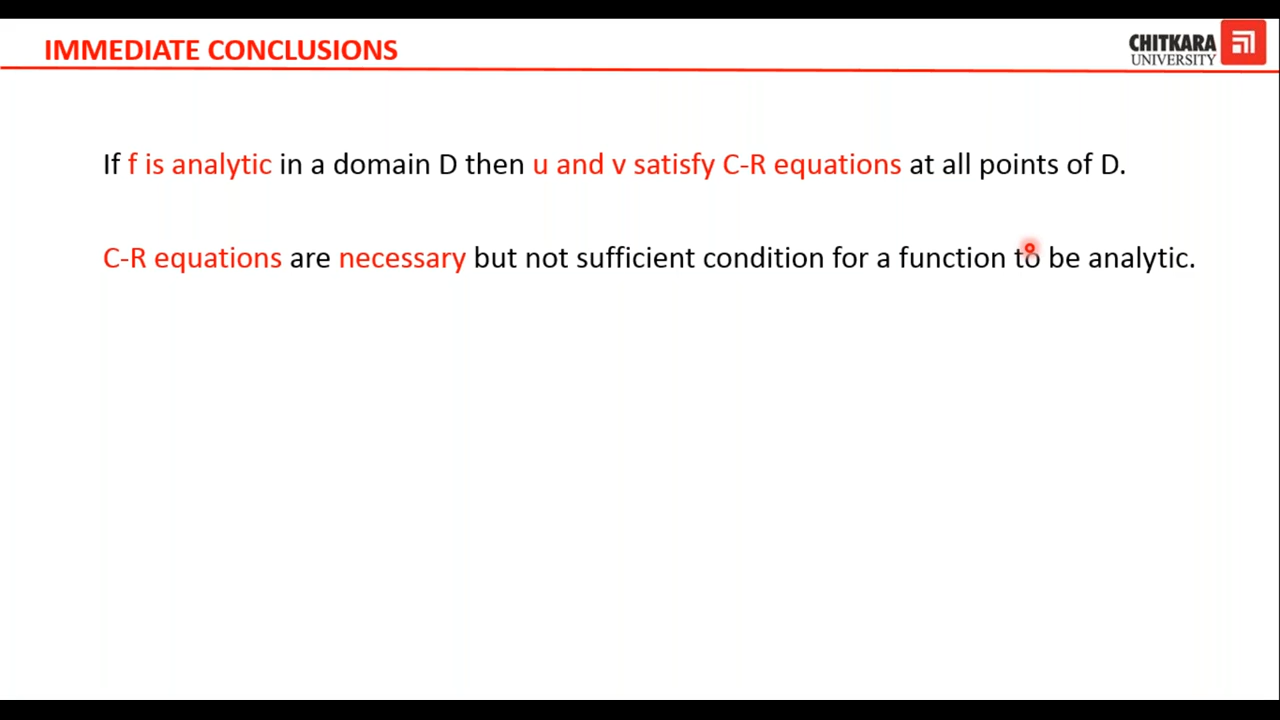 IMMEDIATE CONCLUSIONS
CHITKARA
UNIVERSITY
If f is analytic in a domain D then u and v satisfy C-R equations at all points of D.
C-R equations are necessary but not sufficient condition for a function to be analytic.